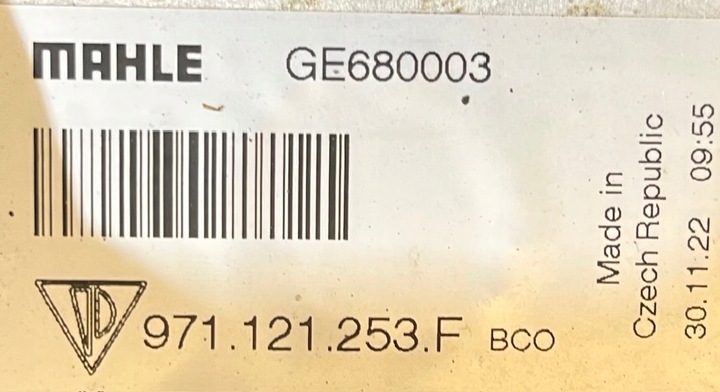 MAHLE GE680003
971.121.253.F BCO
Made in
Czech Republic
30.11.22 09:55